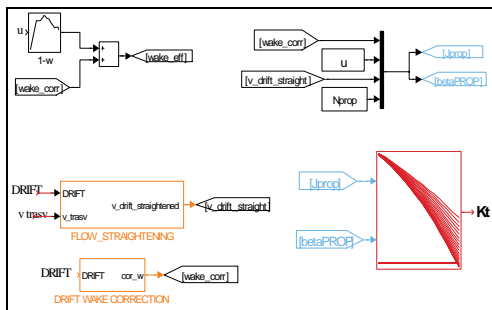 u
1-w
[wake_eff]
[wake_corr]
[wake_corr]
u
[v_drift_straight]
Nprop
[Jprop]
[betaPROP]
DRIFT
v trasv
DRIFT
v_trasv
v_drift_straightened
[v_drift_straight]
FLOW_STRAIGHTENING
DRIFT
DRIFT
cor_w
[wake_corr]
DRIFT WAKE CORRECTION
[Jprop]
[betaPROP]
Kt